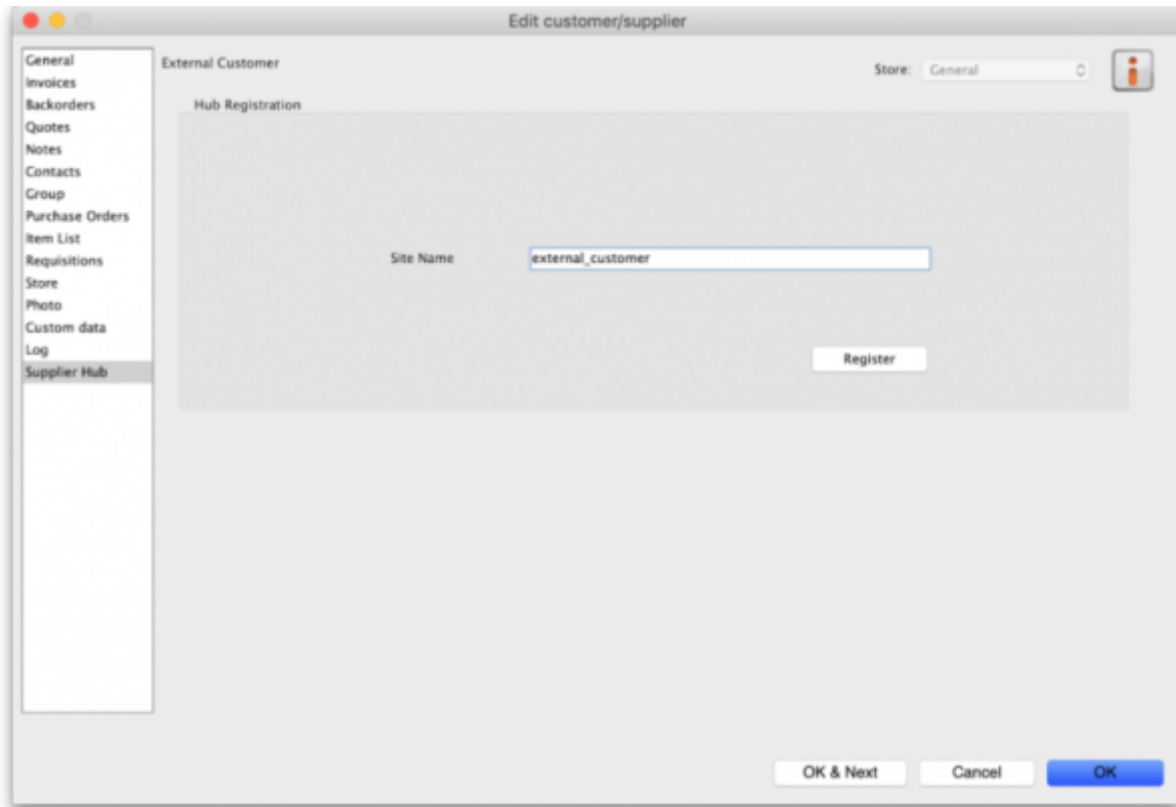 Edit customer/supplier
General
Invoices
Backorders
Quotes
Notes
Contacts
Group
Purchase Orders
Item List
Requisitions
Store
Photo
Custom data
Log
Supplier Hub
External Customer
Store: General
Hub Registration
Site Name external_customer
Register
OK & Next Cancel OK